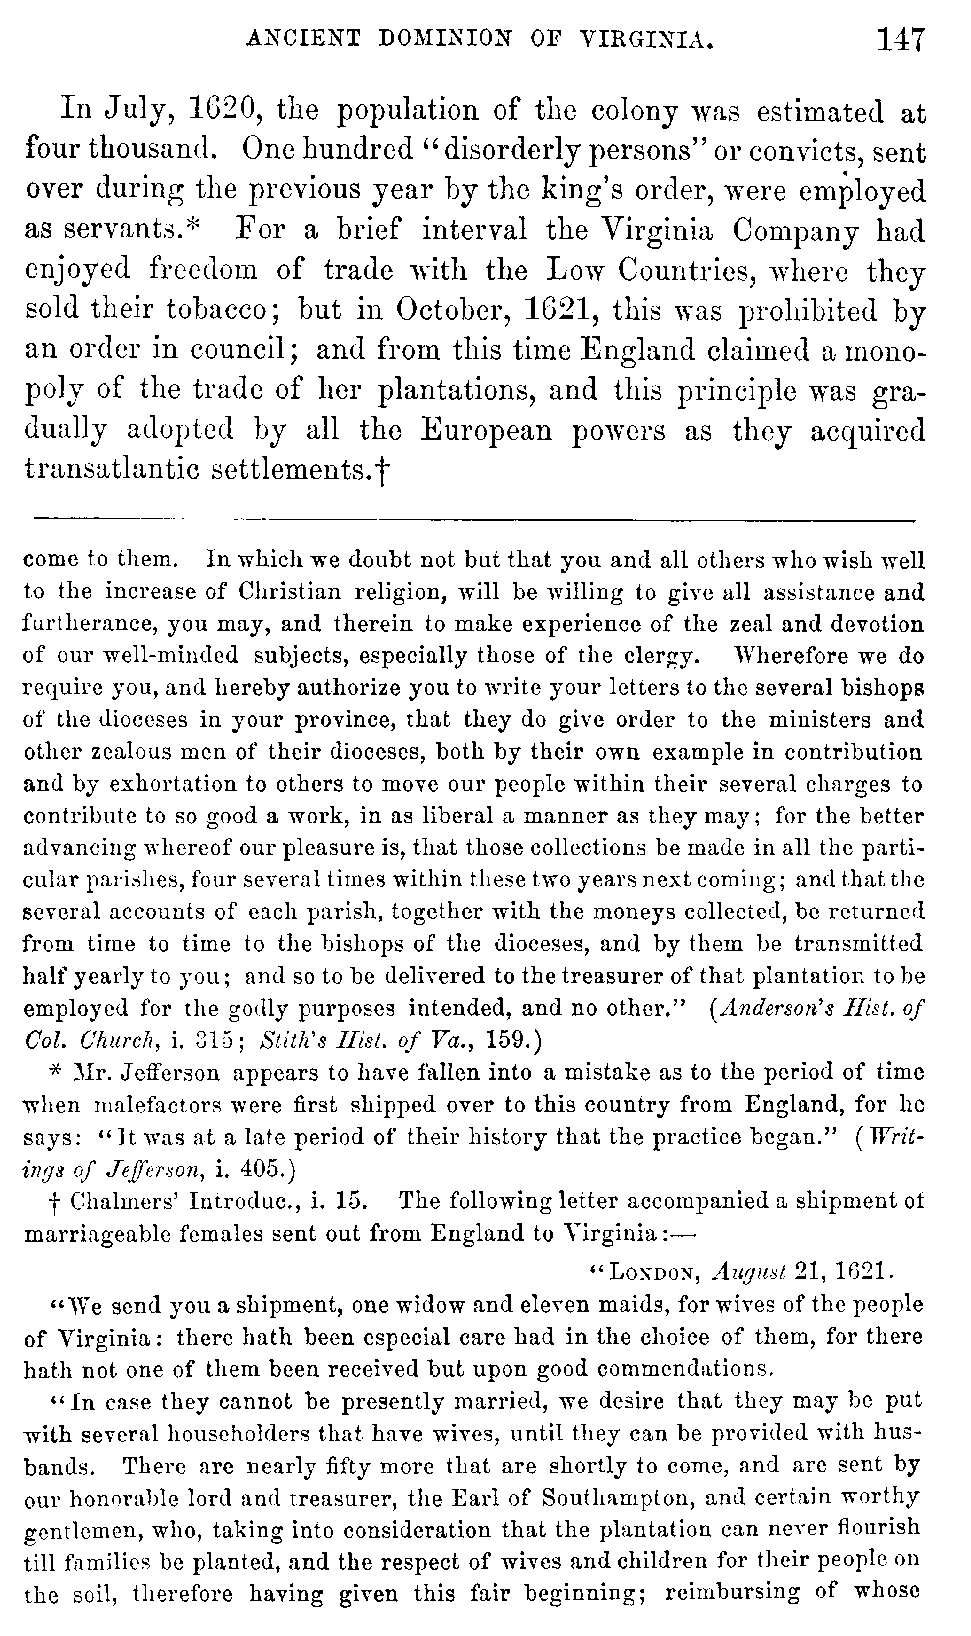 ANCIENT DOMINION OF VIRGINIA. 147
In July, 1620, the population of the colony was estimated at
four thousand. One hundred "disorderly persons" or convicts, sent
over during the previous year by the king's order, were employed
as servants.* For a brief interval the Virginia Company had
enjoyed freedom of trade with the Low Countries, where they
sold their tobacco; but in October, 1621, this was prohibited by
an order in council; and from this time England claimed a mono-
poly of the trade of her plantations, and this principle was gra-
dually adopted by all the European powers as they acquired
transatlantic settlements.†
come to them. In which we doubt not but that you and all others who wish well
to the increase of Christian religion, will be willing to give all assistance and
furtherance, you may, and therein to make experience of the zeal and devotion
of our well-minded subjects, especially those of the clergy. Wherefore we do
require you, and hereby authorize you to write your letters to the several bishops
of the dioceses in your province, that they do give order to the ministers and
other zealous men of their dioceses, both by their own example in contribution
and by exhortation to others to move our people within their several charges to
contribute to so good a work, in as liberal a manner as they may; for the better
advancing whereof our pleasure is, that those collections be made in all the parti-
cular parishes, four several times within these two years next coming; and that the
several accounts of each parish, together with the moneys collected, be returned
from time to time to the bishops of the dioceses, and by them be transmitted
half yearly to you; and so to be delivered to the treasurer of that plantation to be
employed for the godly purposes intended, and no other." (Anderson's Hist. of
Col. Church, i. 315; Stith's Hist. of Va., 159.)
* Mr. Jefferson appears to have fallen into a mistake as to the period of time
when malefactors were first shipped over to this country from England, for he
says: "It was at a late period of their history that the practice began." (Writ-
ings of Jefferson, i. 405.)
† Chalmers' Introduc., i. 15. The following letter accompanied a shipment of
marriageable females sent out from England to Virginia:—
"LONDON, August 21, 1621.
"We send you a shipment, one widow and eleven maids, for wives of the people
of Virginia: there hath been especial care had in the choice of them, for there
hath not one of them been received but upon good commendations.
"In case they cannot be presently married, we desire that they may be put
with several householders that have wives, until they can be provided with hus-
bands. There are nearly fifty more that are shortly to come, and are sent by
our honorable lord and treasurer, the Earl of Southampton, and certain worthy
gentlemen, who, taking into consideration that the plantation can never flourish
till families be planted, and the respect of wives and children for their people on
the soil, therefore having given this fair beginning; reimbursing of whose